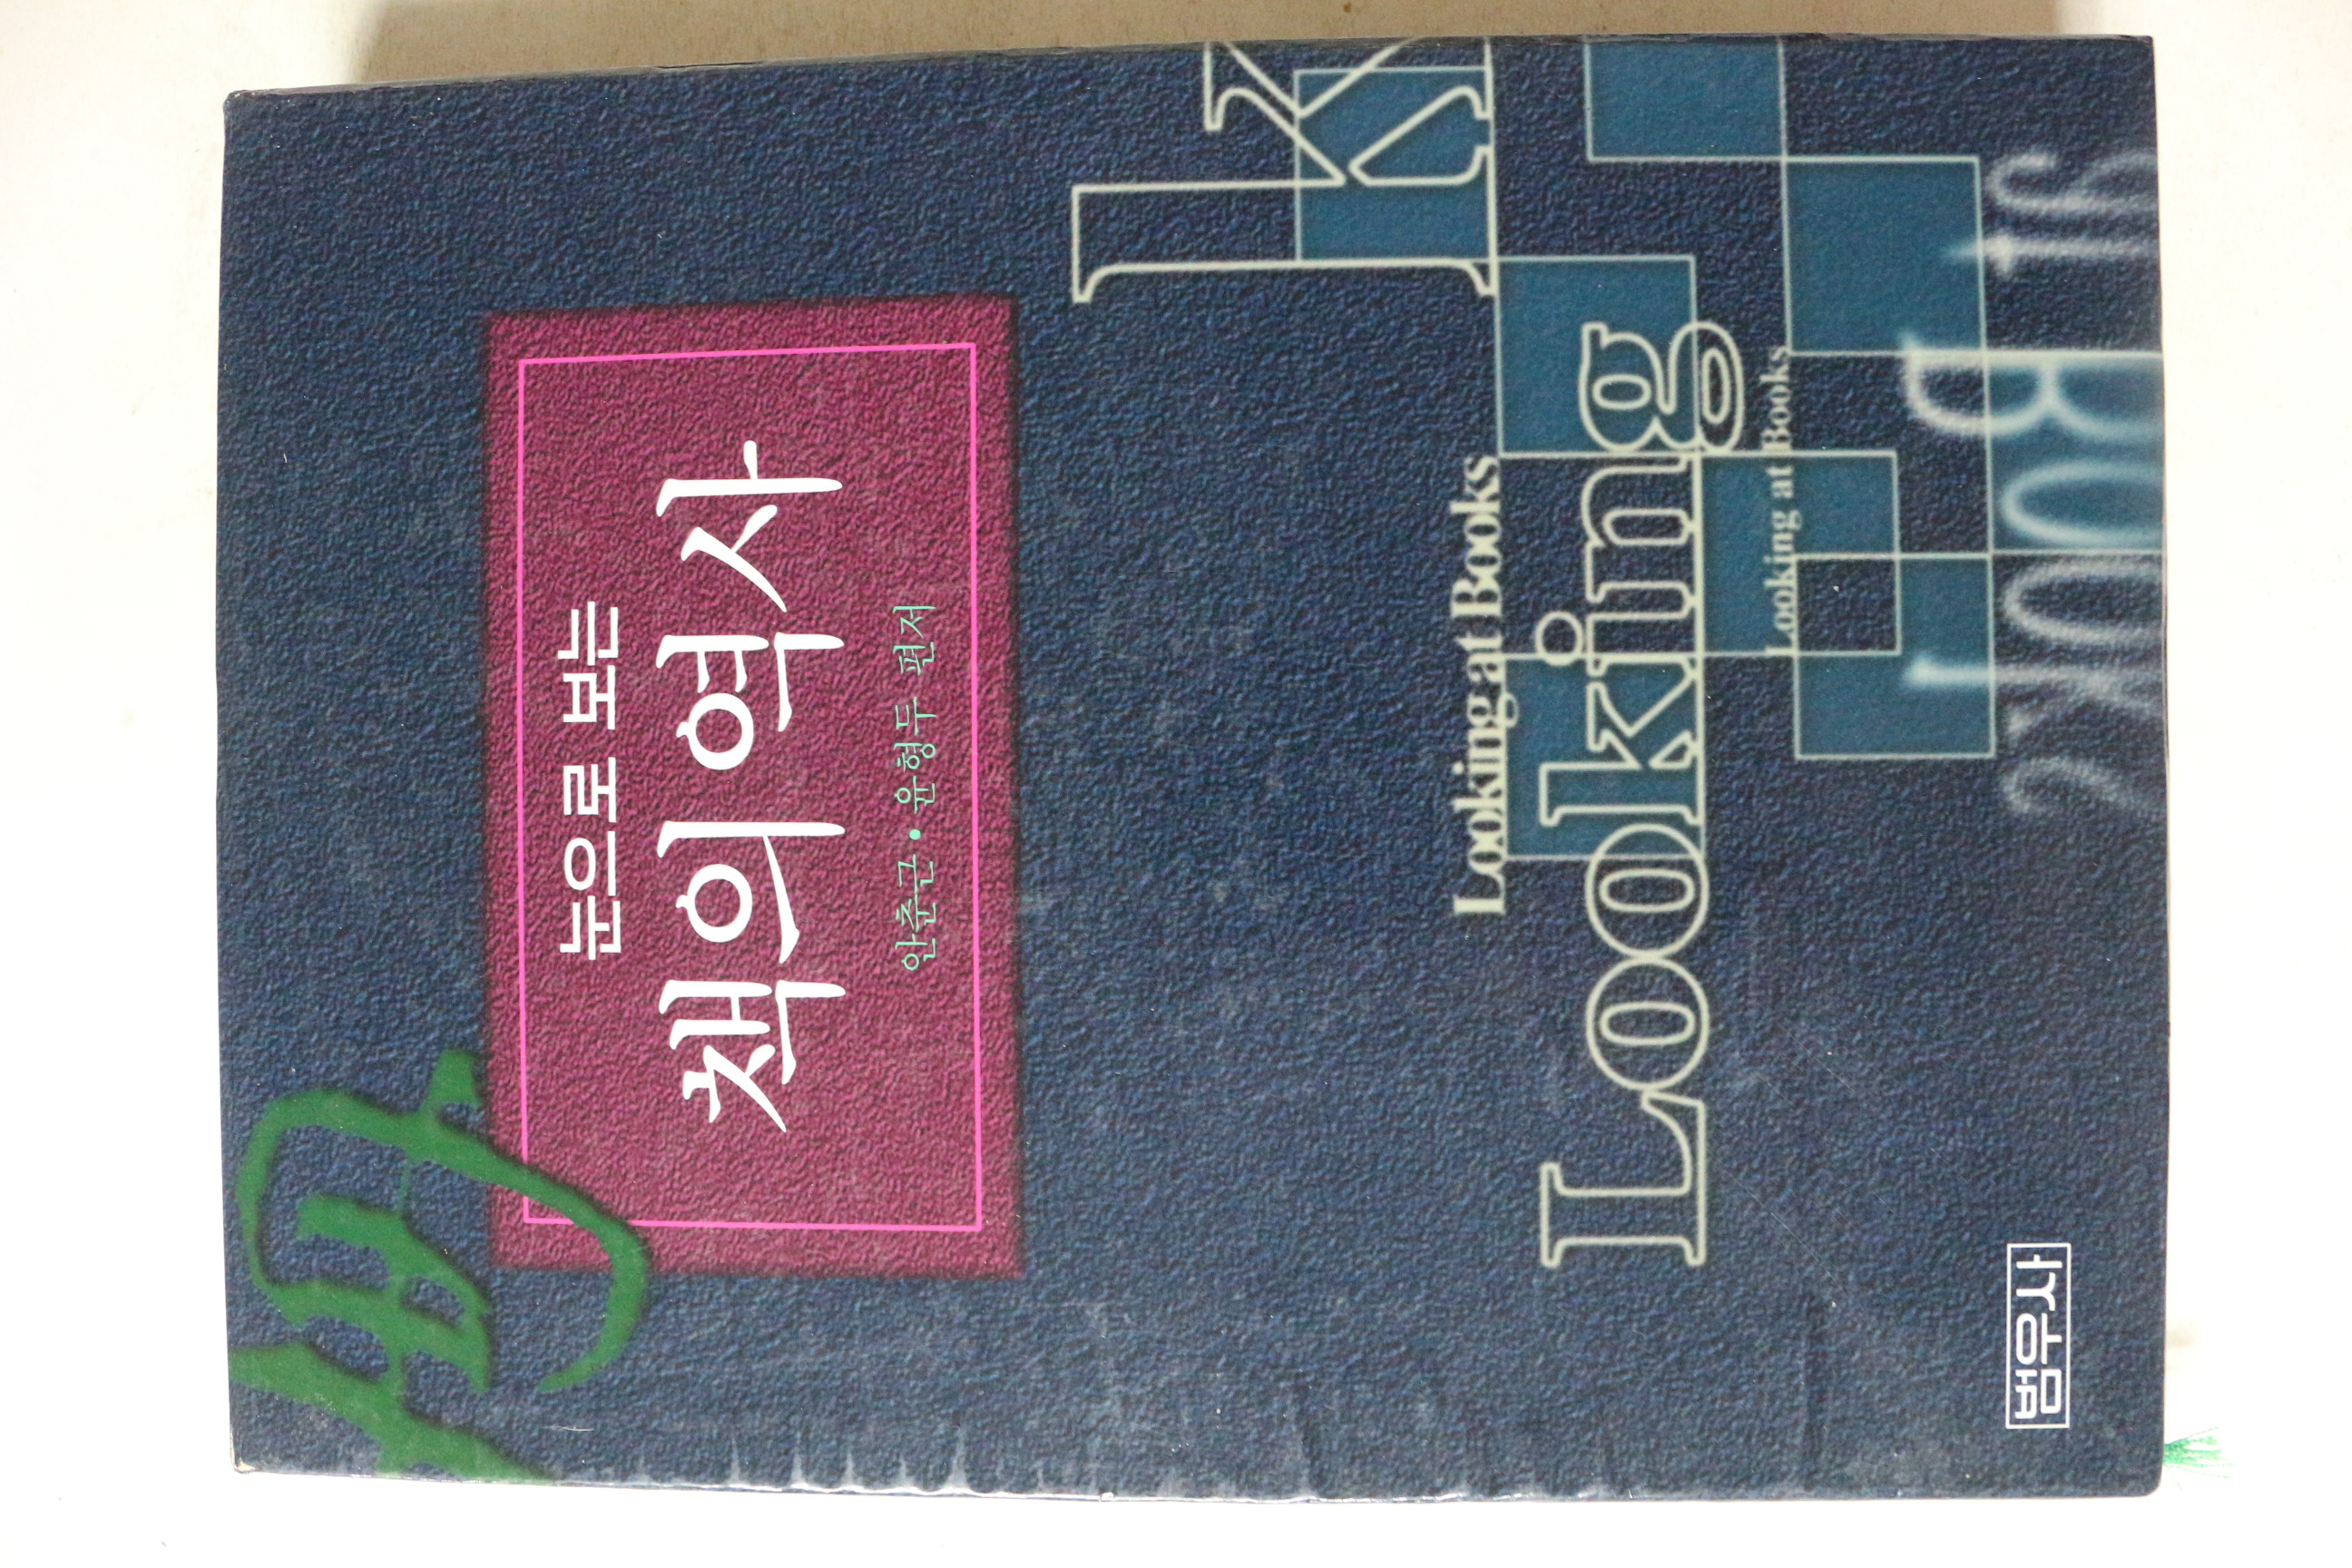 눈으로 보는
책의 역사
안춘근 • 윤형두 편저
lk
Looking at Books
Looking
Looking at Books
범우사